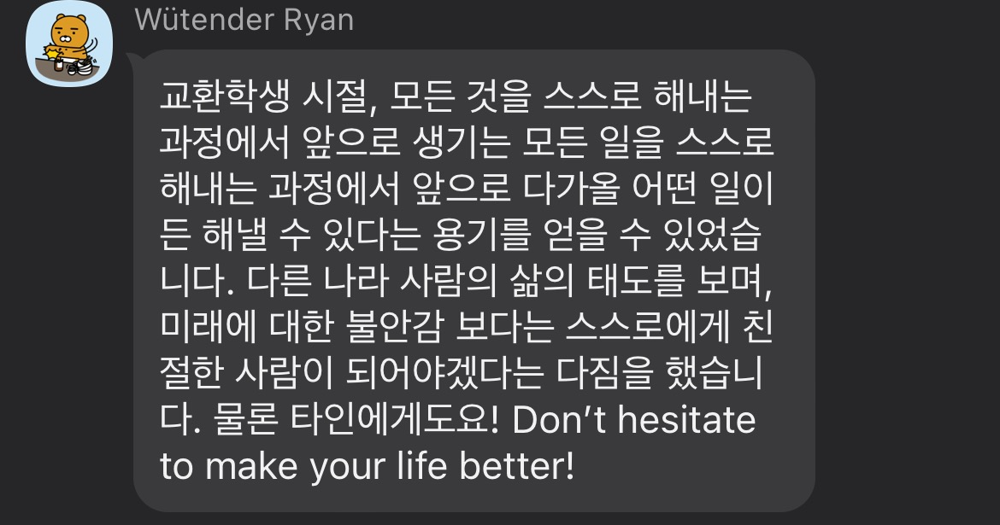 Wütender Ryan
교환학생 시절, 모든 것을 스스로 해내는
과정에서 앞으로 생기는 모든 일을 스스로
해내는 과정에서 앞으로 다가올 어떤 일이
든 해낼 수 있다는 용기를 얻을 수 있었습
니다. 다른 나라 사람의 삶의 태도를 보며,
미래에 대한 불안감 보다는 스스로에게 친
절한 사람이 되어야겠다는 다짐을 했습니
다. 물론 타인에게도요! Don’t hesitate
to make your life better!